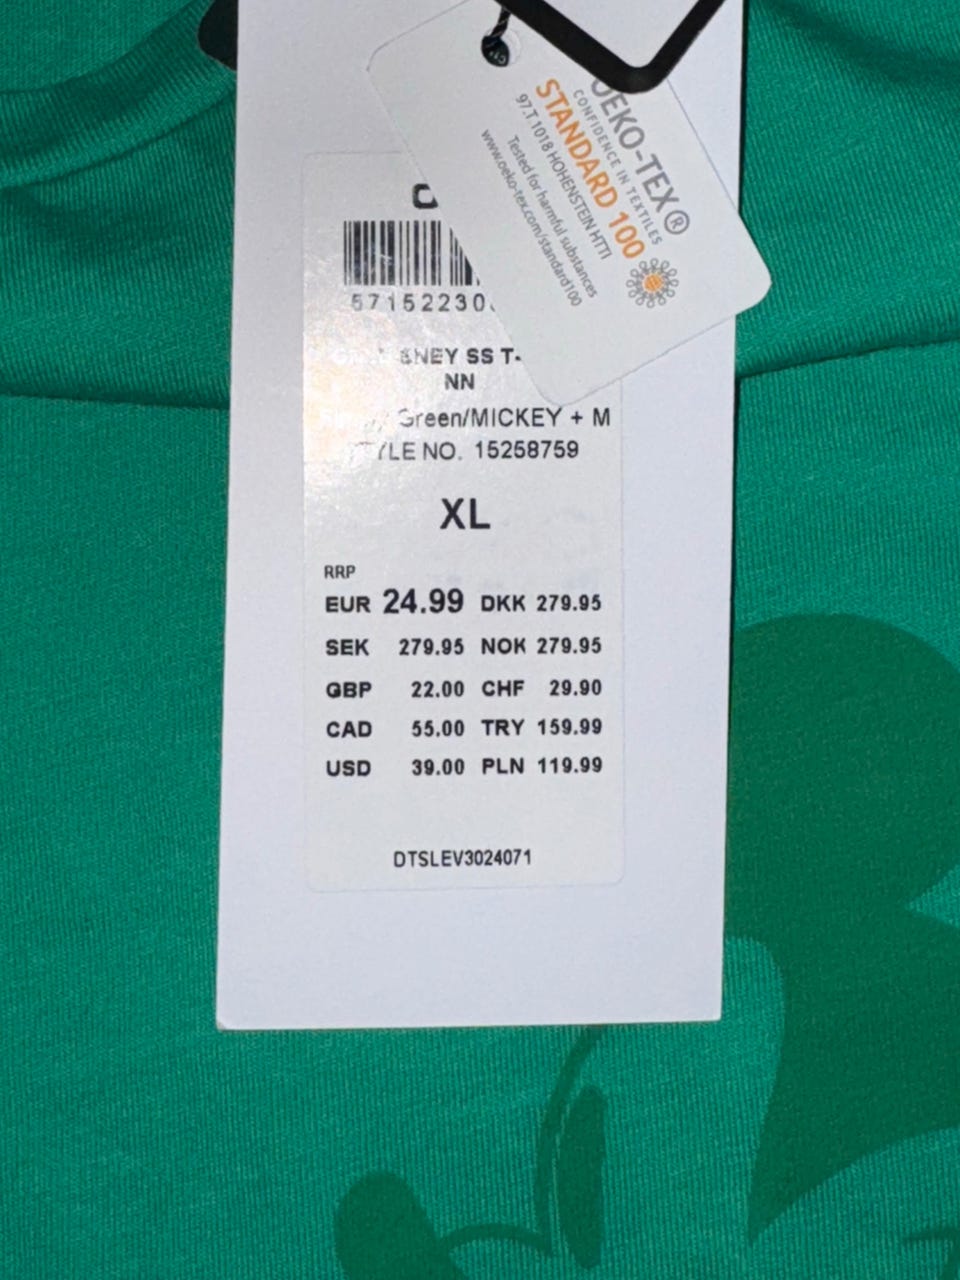 OEKO-TEX®
CONFIDENCE IN TEXTILES
STANDARD 100
97.T.1018 HOHENSTEIN HTTI
Tested for harmful substances
www.oeko-tex.com/standard100
57152230
SS T-
NN
Green/MICKEY + M
NO. 15258759
XL
RRP
EUR 24.99 DKK 279.95
SEK 279.95 NOK 279.95
GBP 22.00 CHF 29.90
CAD 55.00 TRY 159.99
USD 39.00 PLN 119.99
DTSLEV3024071